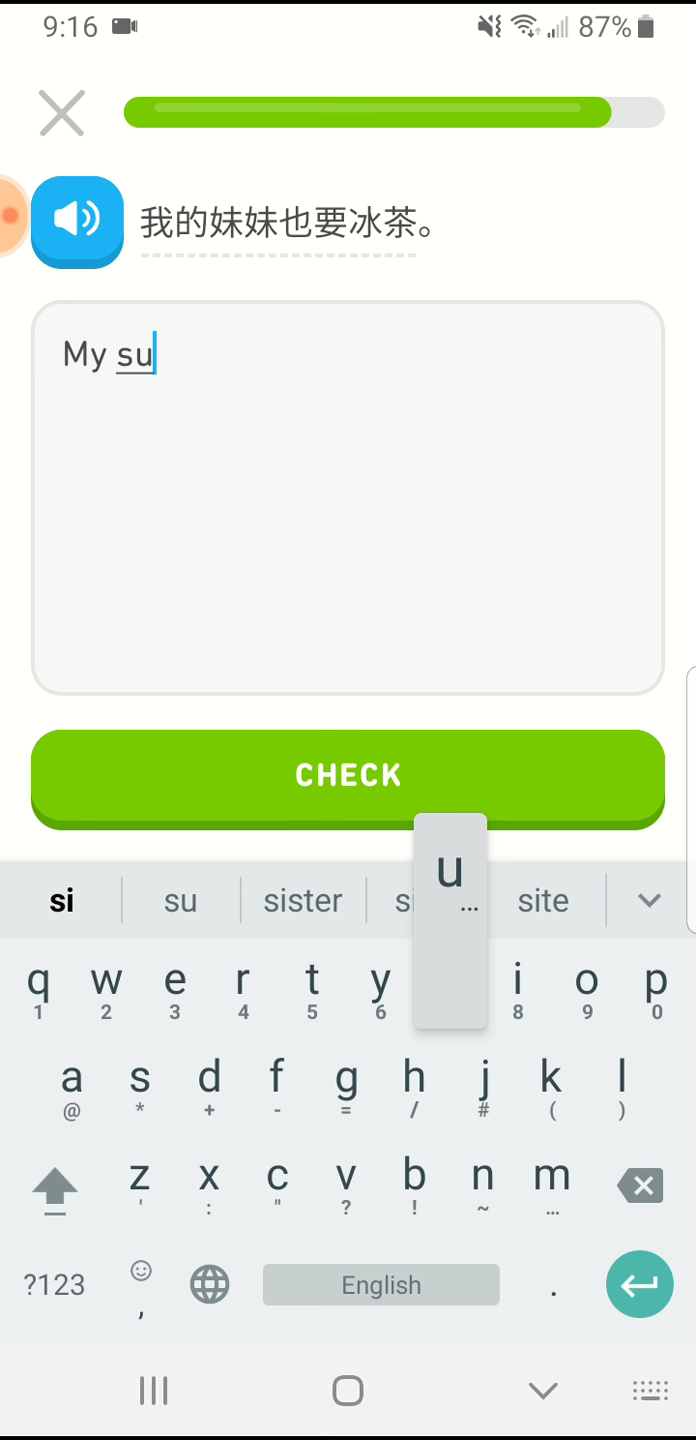 9:16 87%
我的妹妹也要冰茶。
My su
CHECK
u
...
si su sister si site
q w e r t y i o p
1 2 3 4 5 6 8 9 0
a s d f g h j k l
@ * + - = / # ( )
z x c v b n m
' : " ? ! ~ ...
?123 , English .